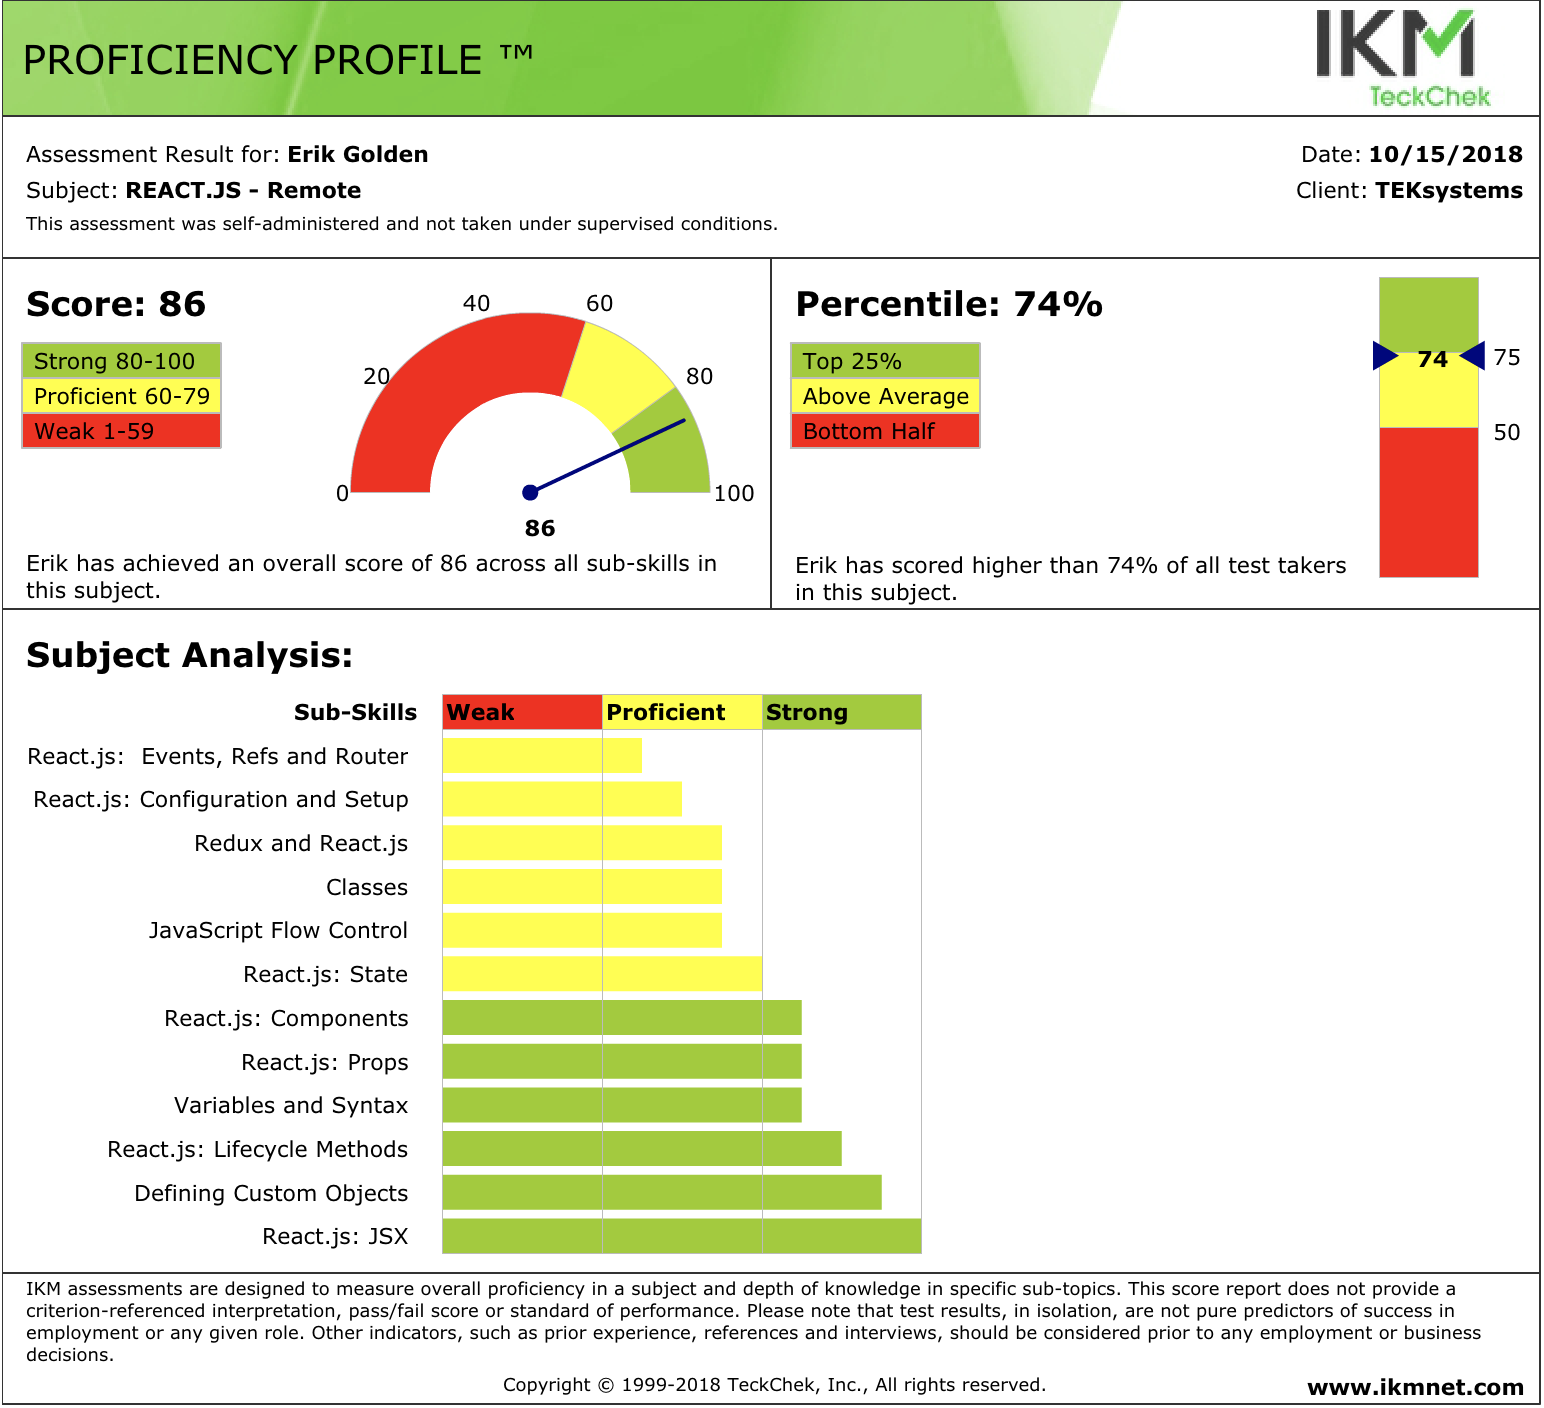 PROFICIENCY PROFILE ™
IKM
TeckChek
Assessment Result for: Erik Golden
Date: 10/15/2018
Subject: REACT.JS - Remote
Client: TEKsystems
This assessment was self-administered and not taken under supervised conditions.
Score: 86
Strong 80-100
Proficient 60-79
Weak 1-59
0
20
40
60
80
100
86
Erik has achieved an overall score of 86 across all sub-skills in
this subject.
Percentile: 74%
Top 25%
Above Average
Bottom Half
74
75
50
Erik has scored higher than 74% of all test takers
in this subject.
Subject Analysis:
Sub-Skills Weak Proficient Strong
React.js: Events, Refs and Router
React.js: Configuration and Setup
Redux and React.js
Classes
JavaScript Flow Control
React.js: State
React.js: Components
React.js: Props
Variables and Syntax
React.js: Lifecycle Methods
Defining Custom Objects
React.js: JSX
IKM assessments are designed to measure overall proficiency in a subject and depth of knowledge in specific sub-topics. This score report does not provide a
criterion-referenced interpretation, pass/fail score or standard of performance. Please note that test results, in isolation, are not pure predictors of success in
employment or any given role. Other indicators, such as prior experience, references and interviews, should be considered prior to any employment or business
decisions.
Copyright © 1999-2018 TeckChek, Inc., All rights reserved.
www.ikmnet.com